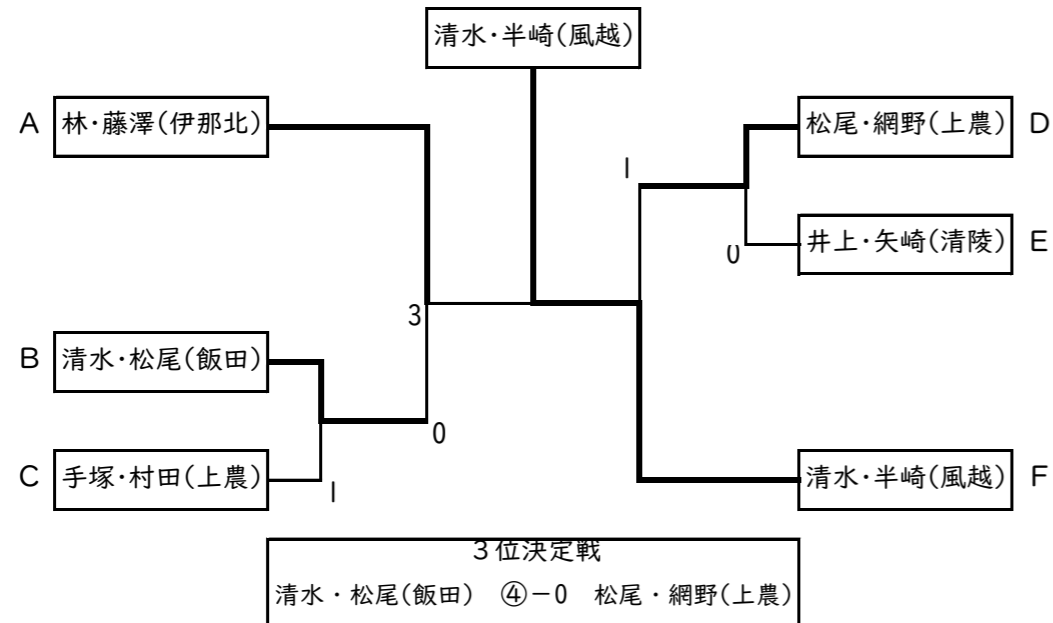 清水・半崎(風越)
A 林・藤澤(伊那北)
松尾・網野(上農) D
1
井上・矢崎(清陵) E
0
3
B 清水・松尾(飯田)
0
C 手塚・村田(上農)
1
清水・半崎(風越) F
3位決定戦
清水・松尾(飯田) ④－0 松尾・網野(上農)